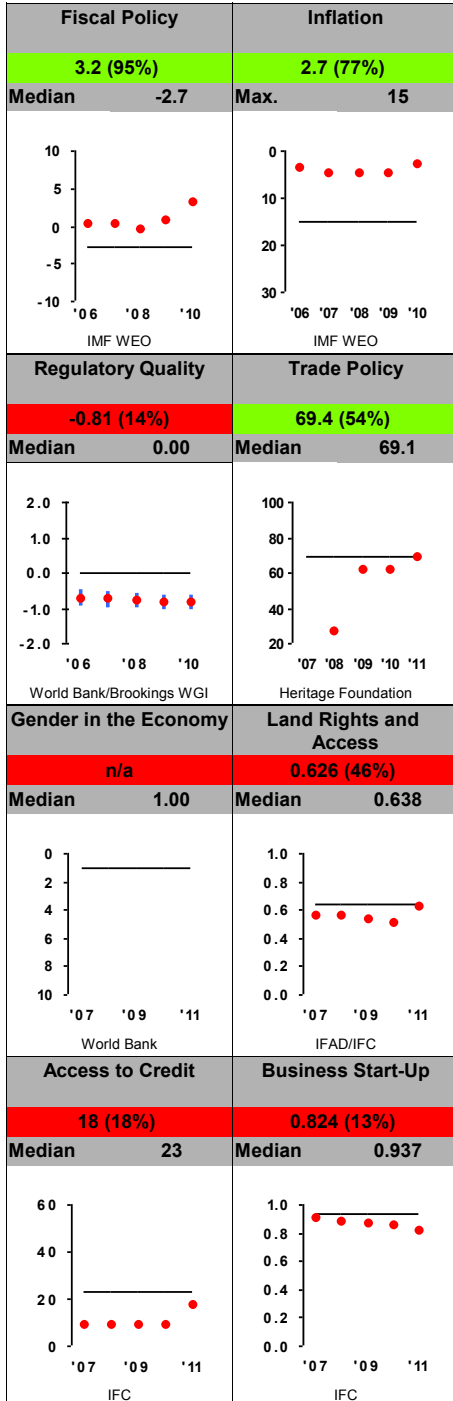 Fiscal Policy
3.2 (95%)
Median -2.7
10
5
0
-5
-10
'06 '08 '10
IMF WEO
Inflation
2.7 (77%)
Max. 15
0
10
20
30
'06 '07 '08 '09 '10
IMF WEO
Regulatory Quality
-0.81 (14%)
Median 0.00
2.0
1.0
0.0
-1.0
-2.0
'06 '08 '10
World Bank/Brookings WGI
Trade Policy
69.4 (54%)
Median 69.1
100
80
60
40
20
'07 '08 '09 '10 '11
Heritage Foundation
Gender in the Economy
n/a
Median 1.00
0
2
4
6
8
10
'07 '09 '11
World Bank
Land Rights and
Access
0.626 (46%)
Median 0.638
1.0
0.8
0.6
0.4
0.2
0.0
'07 '09 '11
IFAD/IFC
Access to Credit
18 (18%)
Median 23
60
40
20
0
'07 '09 '11
IFC
Business Start-Up
0.824 (13%)
Median 0.937
1.0
0.8
0.6
0.4
0.2
0.0
'07 '09 '11
IFC